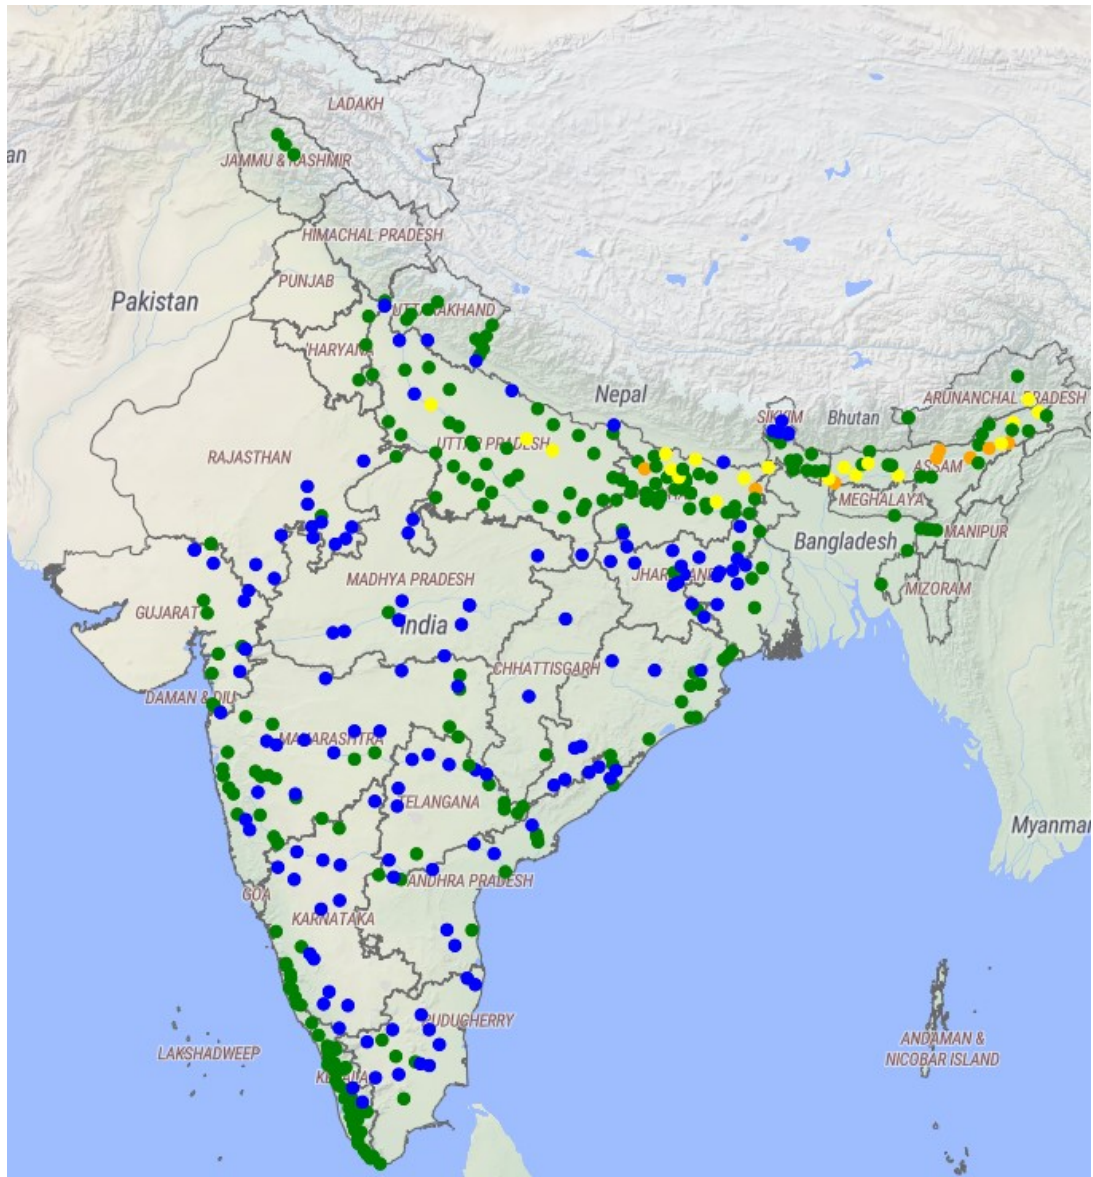 LADAKH
an
JAMMU & KASHMIR
HIMACHAL PRADESH
PUNJAB
Pakistan
UTTARAKHAND
HARYANA
Nepal
ARUNANCHAL PRADESH
SIKKIM
Bhutan
UTTAR PRADESH
RAJASTHAN
ASSAM
MEGHALAYA
MANIPUR
Bangladesh
MADHYA PRADESH
JHARKHAND
MIZORAM
GUJARAT
India
CHHATTISGARH
DAMAN & DIU
MAHARASHTRA
TELANGANA
Myanmar
ANDHRA PRADESH
GOA
KARNATAKA
PUDUCHERRY
ANDAMAN &
NICOBAR ISLAND
LAKSHADWEEP
KERALA